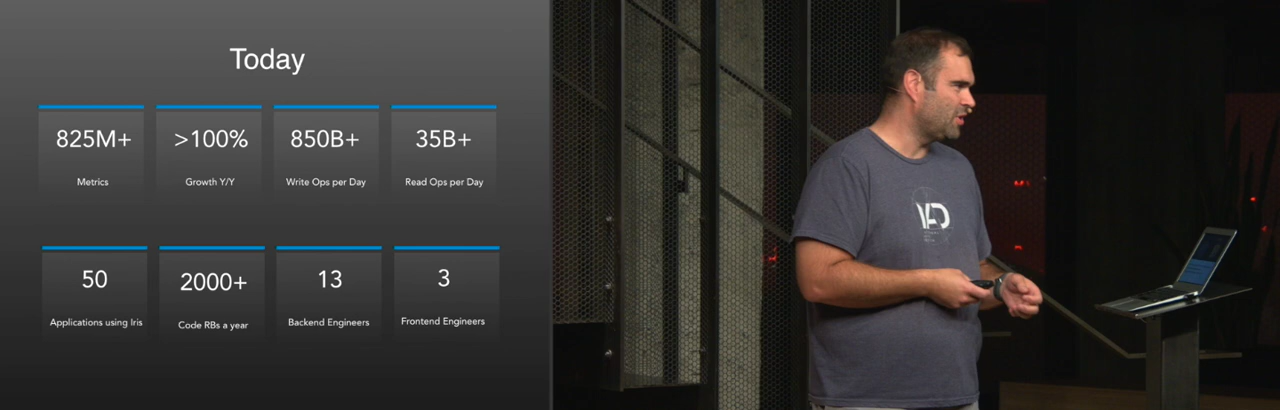 Today
825M+
Metrics
>100%
Growth Y/Y
850B+
Write Ops per Day
35B+
Read Ops per Day
50
Applications using Iris
2000+
Code RBs a year
13
Backend Engineers
3
Frontend Engineers